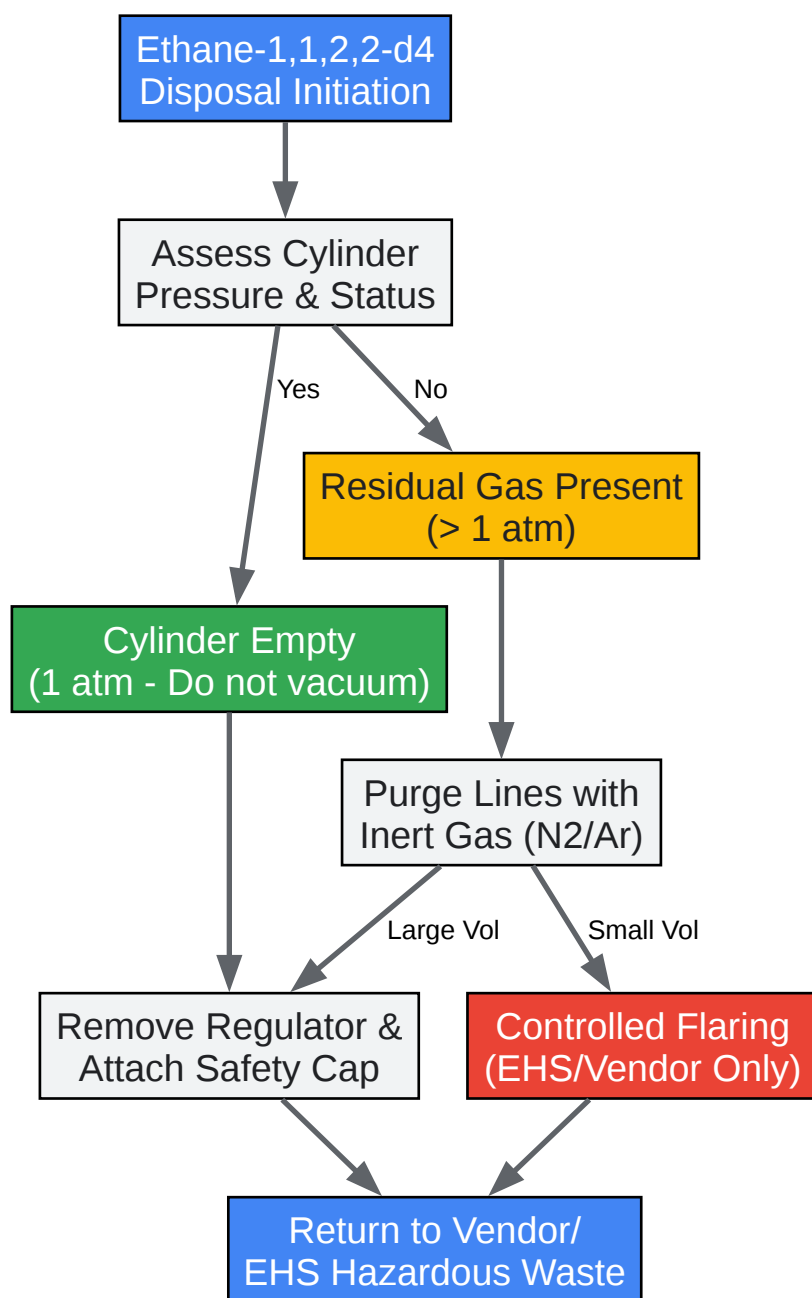 Ethane-1,1,2,2-d4
Disposal Initiation
Assess Cylinder
Pressure & Status
Yes
No
Residual Gas Present
(> 1 atm)
Cylinder Empty
(1 atm - Do not vacuum)
Purge Lines with
Inert Gas (N2/Ar)
Large Vol
Small Vol
Remove Regulator &
Attach Safety Cap
Controlled Flaring
(EHS/Vendor Only)
Return to Vendor/
EHS Hazardous Waste